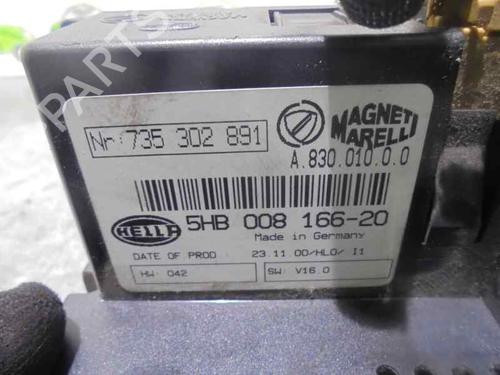 Nr: 735 302 891
MAGNETI
MARELLI
A.830.010.0.0
HELLA
5HB 008 166-20
Made in Germany
DATE OF PROD
23.11.00/HLO/ I1
HW: 042
SW: V16.0
PARTS